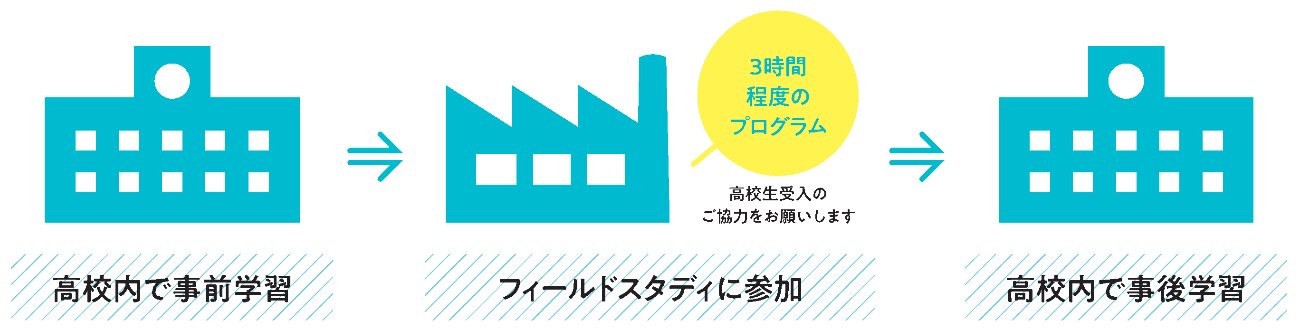 3時間
程度の
プログラム
高校生受入の
ご協力をお願いします
高校内で事前学習
フィールドスタディに参加
高校内で事後学習